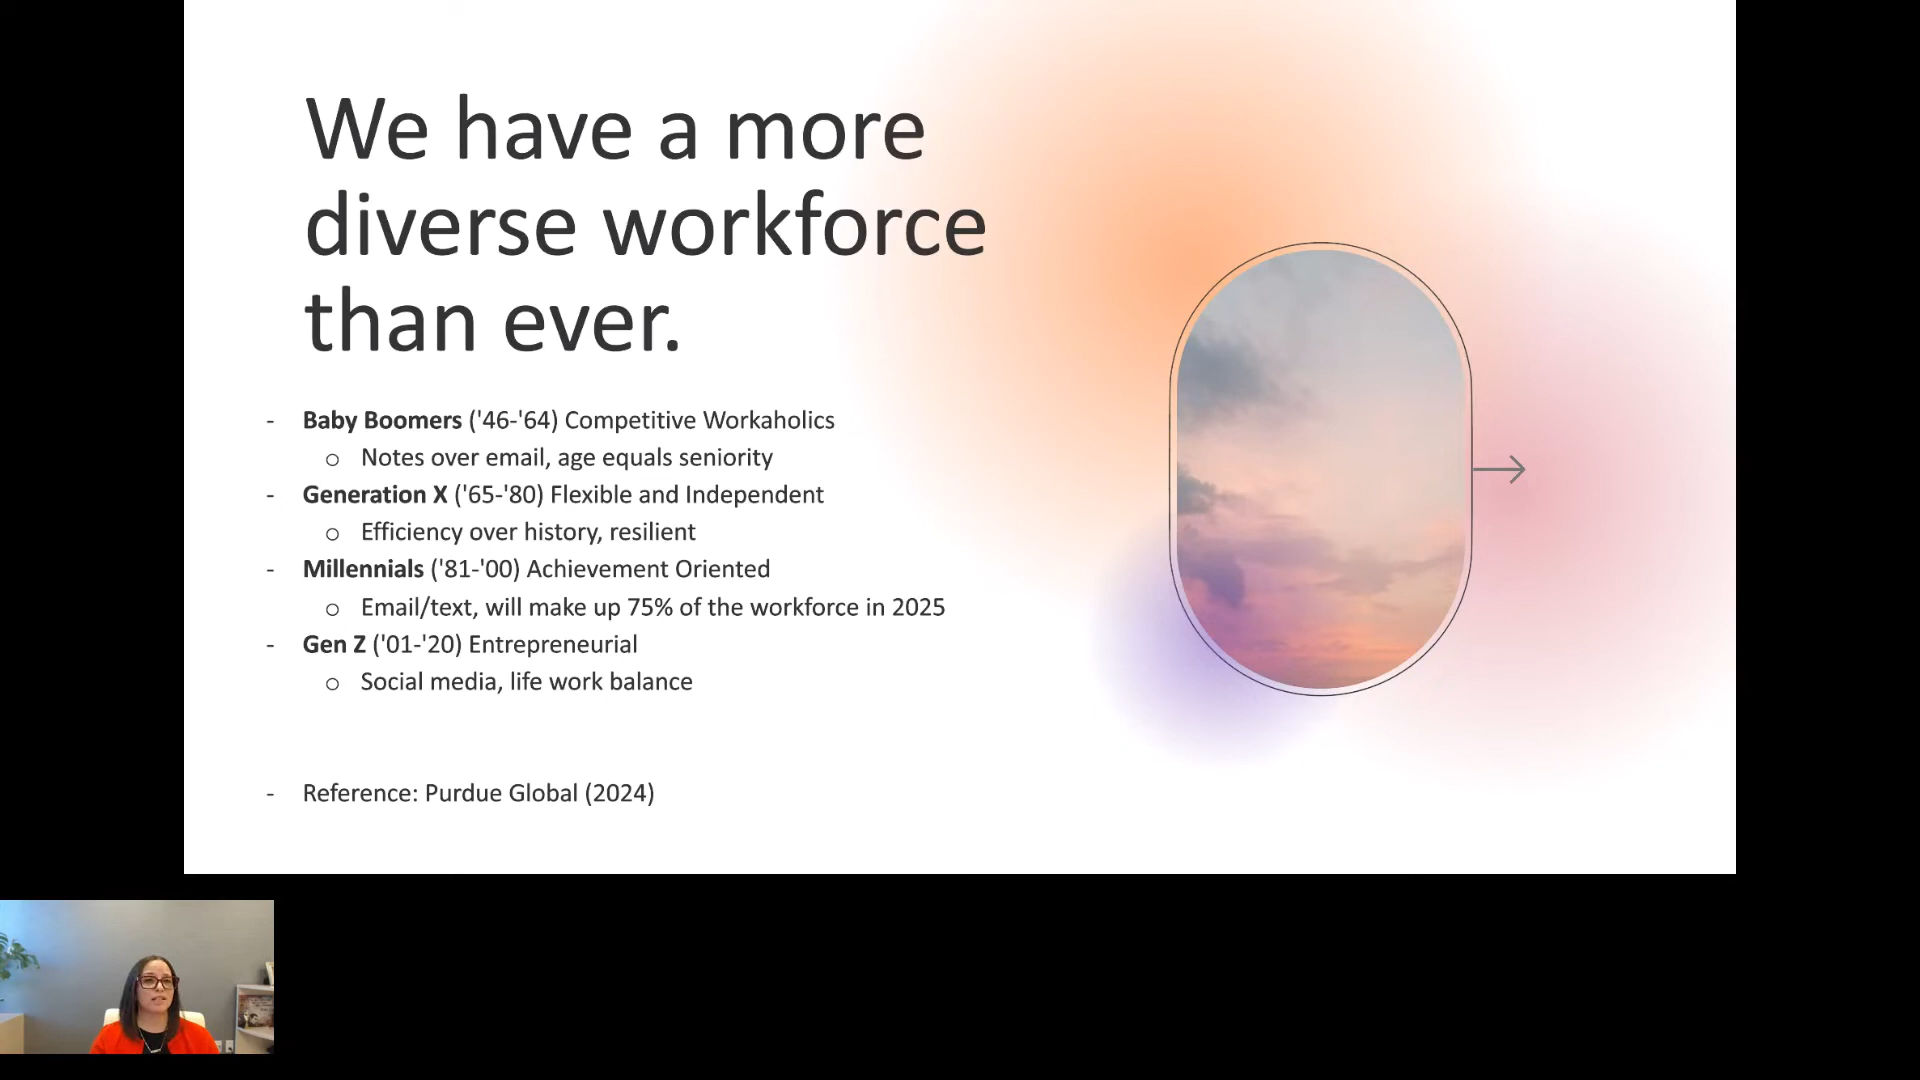 We have a more
diverse workforce
than ever.
- Baby Boomers ('46-'64) Competitive Workaholics
o Notes over email, age equals seniority
- Generation X ('65-'80) Flexible and Independent
o Efficiency over history, resilient
- Millennials ('81-'00) Achievement Oriented
o Email/text, will make up 75% of the workforce in 2025
- Gen Z ('01-'20) Entrepreneurial
o Social media, life work balance
- Reference: Purdue Global (2024)